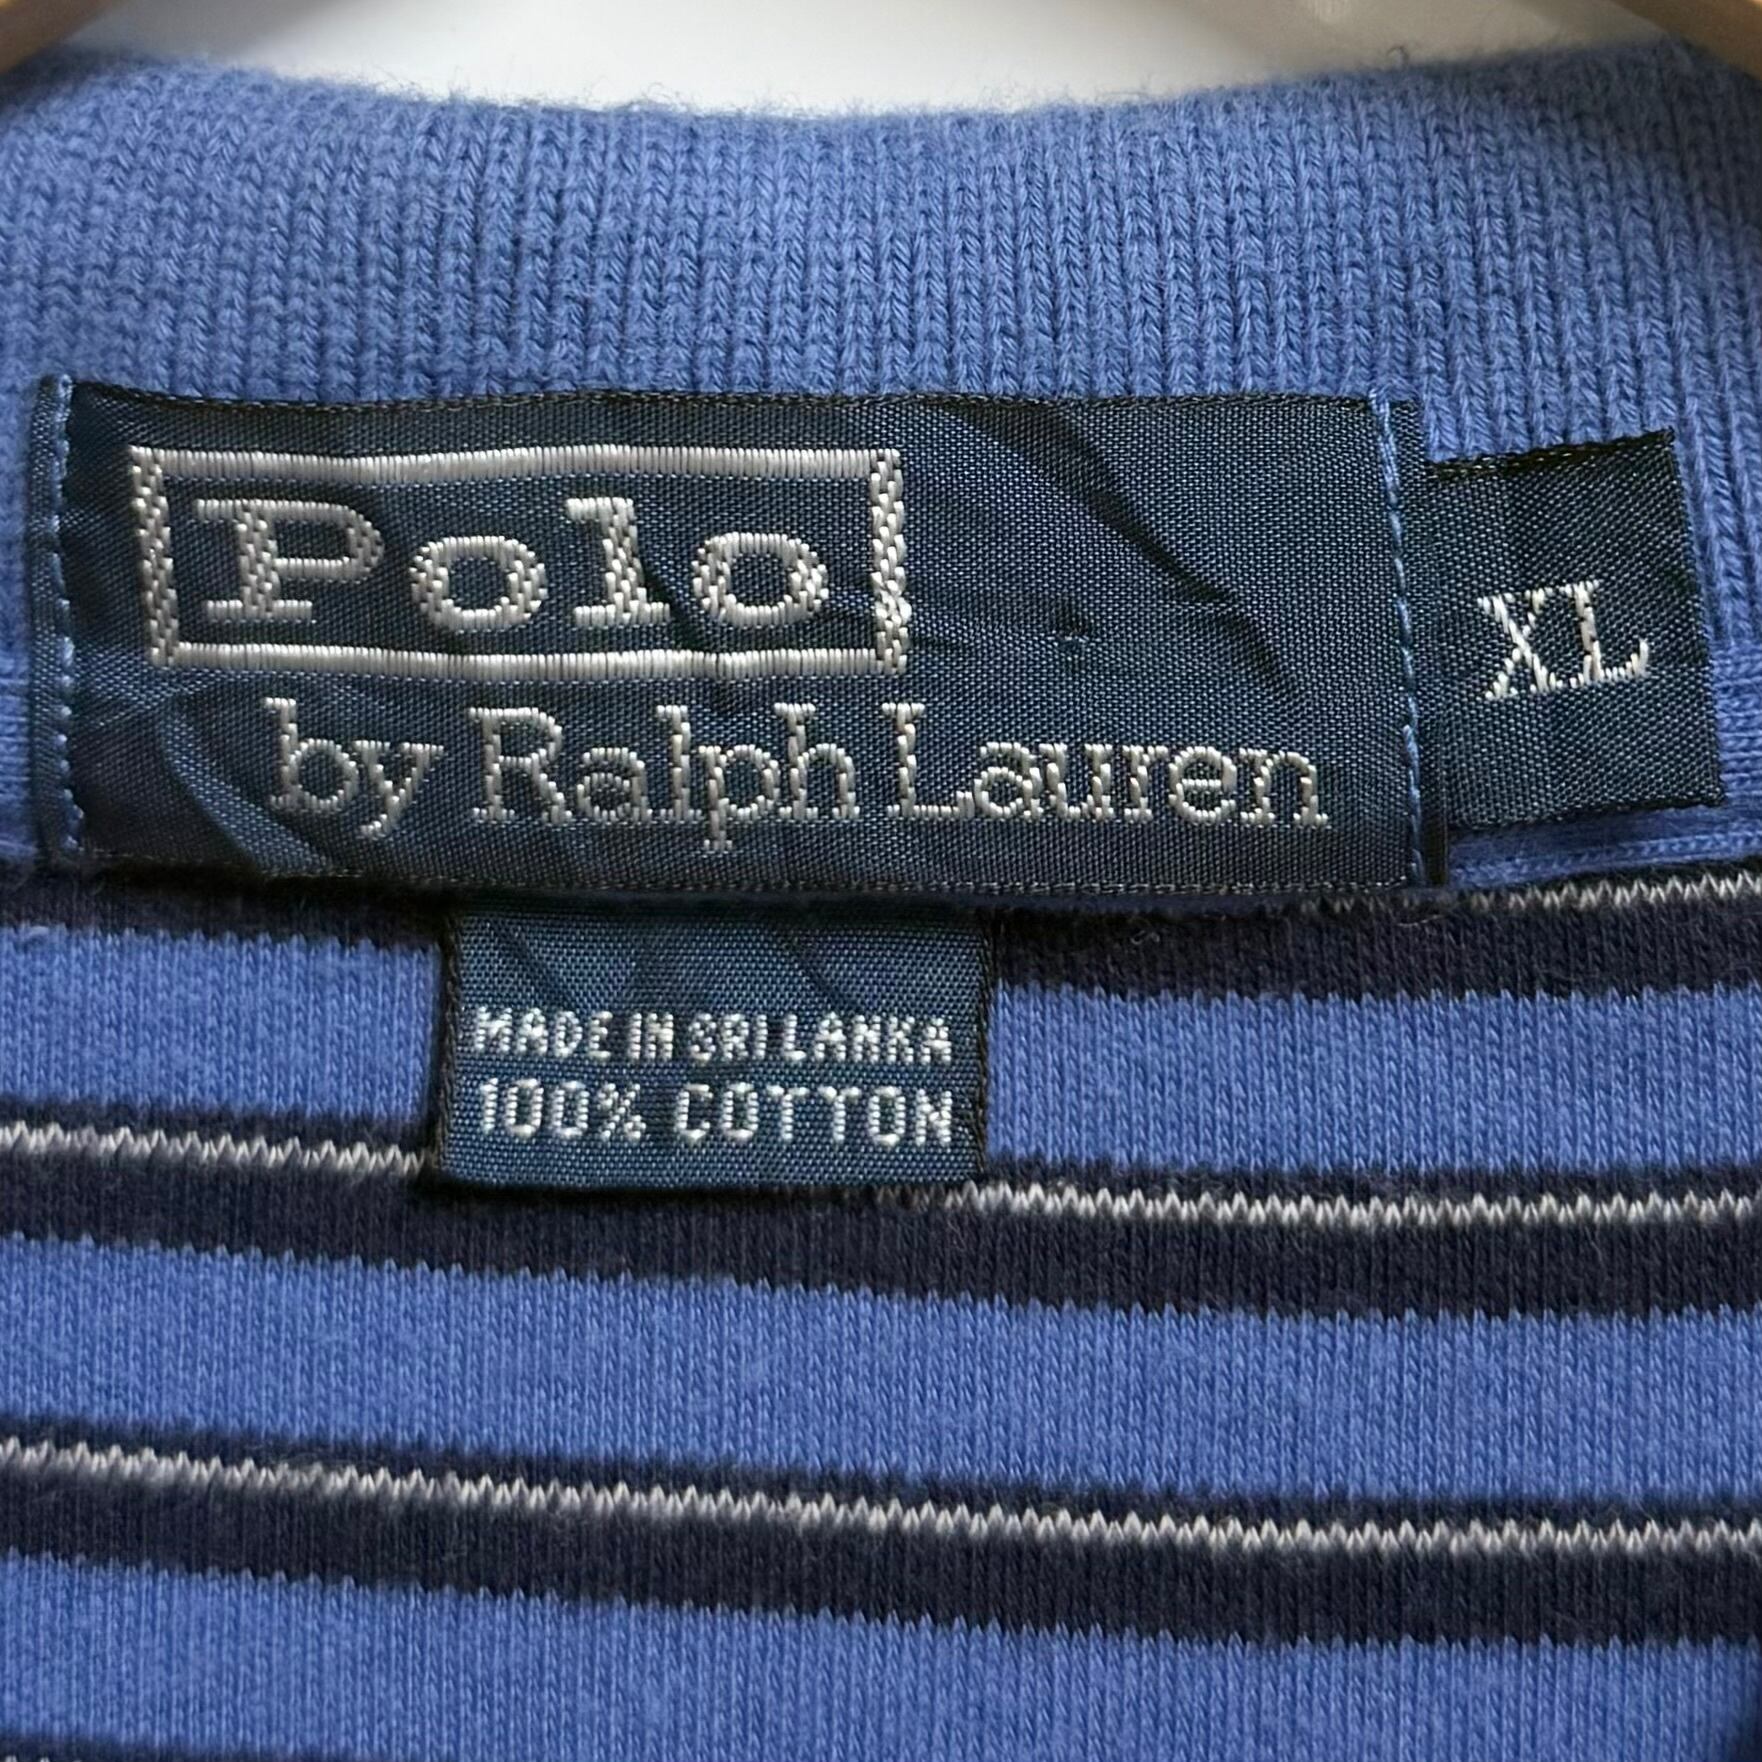 Polo
by Ralph Lauren
XL
MADE IN SRI LANKA
100% COTTON